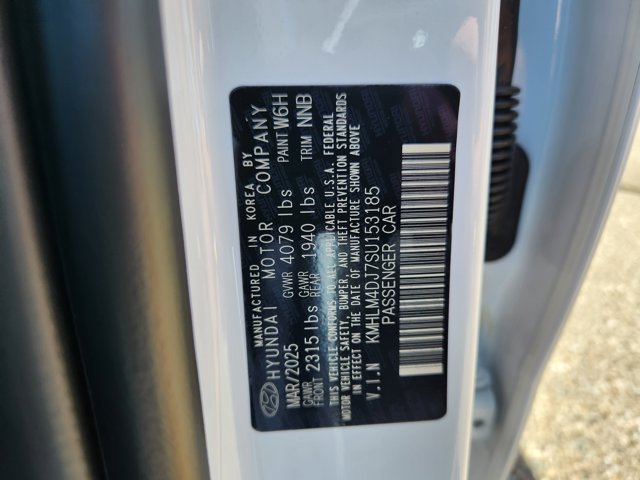 MANUFACTURED IN KOREA BY
HYUNDAI MOTOR COMPANY
MAR/2025 GVWR 4079 lbs PAINT W6H
GAWR FRONT 2315 lbs GAWR REAR 1940 lbs TRIM NNB
THIS VEHICLE CONFORMS TO ALL APPLICABLE U.S.A. FEDERAL
MOTOR VEHICLE SAFETY, BUMPER, AND THEFT PREVENTION STANDARDS
IN EFFECT ON THE DATE OF MANUFACTURE SHOWN ABOVE
V.I.N KMHLM4DJ7SU153185
PASSENGER CAR